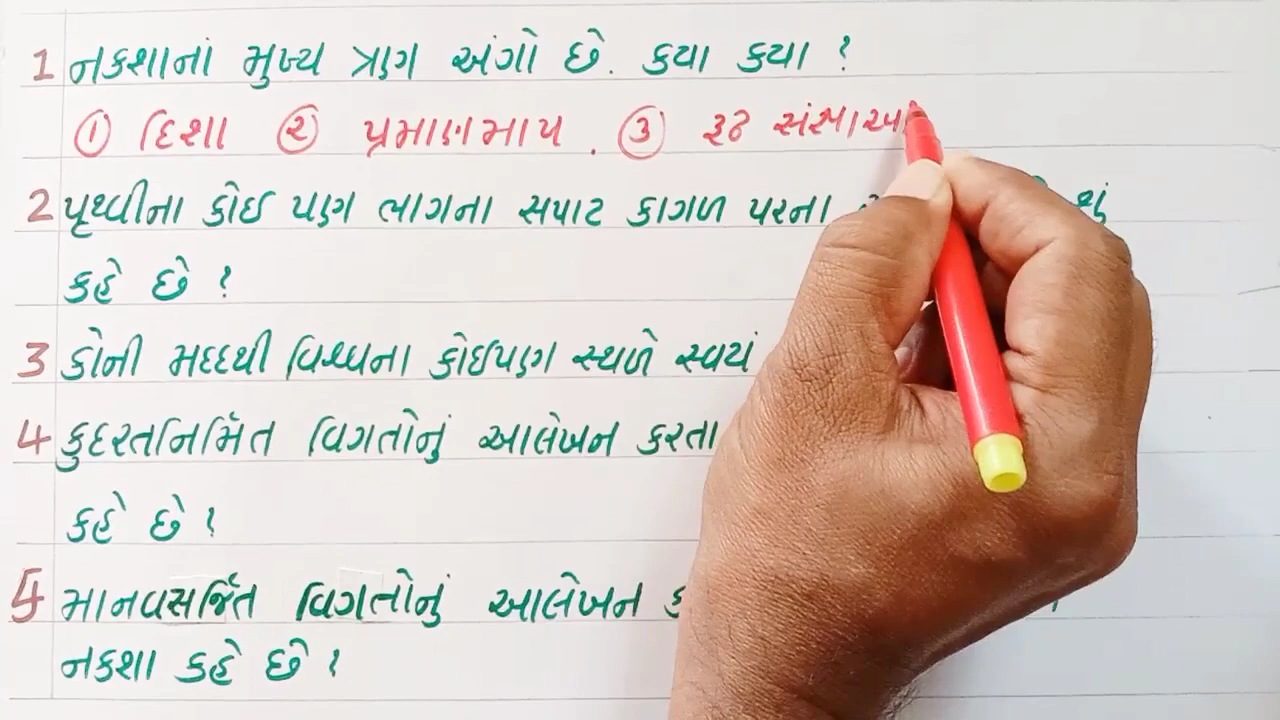 1 નકશાનાં મુખ્ય ત્રણ અંગો છે. કયા કયા ?
① દિશા ② પ્રમાણમાપ . ③ રૂઢ
2 પૃથ્વીના કોઈ પણ ભાગના સપાટ કાગળ પરના શું
કહે છે ?
3 કોની મદદથી વિશ્વના કોઈપણ સ્થળે સ્વયં
4 કુદરતનિર્મિત વિગતોનું આલેખન કરતા
કહે છે ?
5 માનવસર્જિત વિગતોનું આલેખન
નકશા કહે છે ?